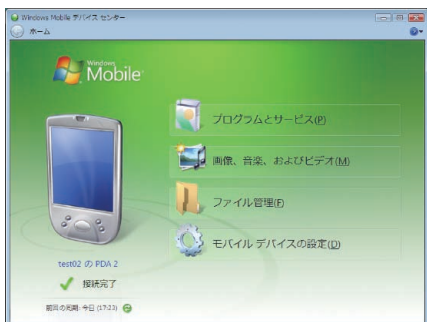 Windows Mobile デバイス センター
ホーム
Windows
Mobile
プログラムとサービス(P)
画像、音楽、およびビデオ(M)
ファイル管理(F)
モバイル デバイスの設定(D)
test02 の PDA 2
接続完了
前回の同期: 今日 (17:23)